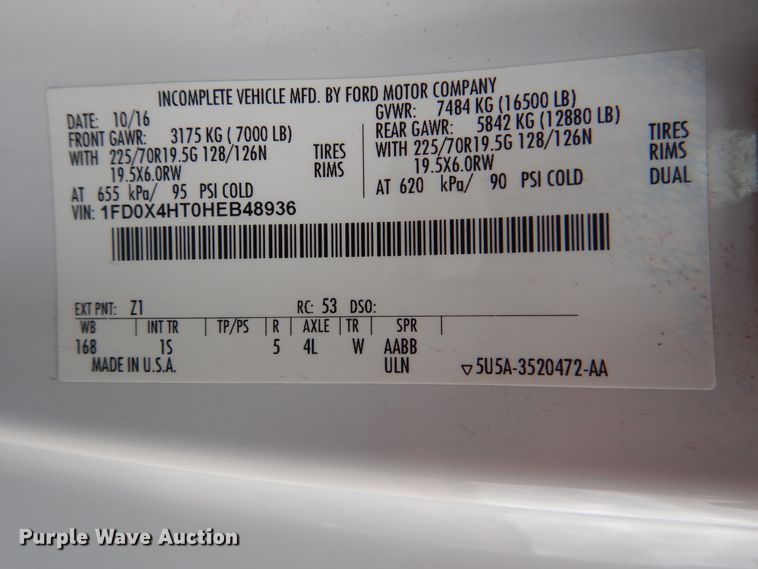 INCOMPLETE VEHICLE MFD. BY FORD MOTOR COMPANY
DATE: 10/16 GVWR: 7484 KG (16500 LB)
FRONT GAWR: 3175 KG ( 7000 LB) REAR GAWR: 5842 KG (12880 LB)
WITH 225/70R19.5G 128/126N TIRES WITH 225/70R19.5G 128/126N TIRES
19.5X6.0RW RIMS 19.5X6.0RW RIMS
AT 655 kPa/ 95 PSI COLD AT 620 kPa/ 90 PSI COLD DUAL
VIN: 1FD0X4HT0HEB48936
EXT PNT: Z1 RC: 53 DSO:
WB INT TR TP/PS R AXLE TR SPR
168 1S 5 4L W AABB
MADE IN U.S.A. ULN ▽5U5A-3520472-AA
Purple Wave Auction